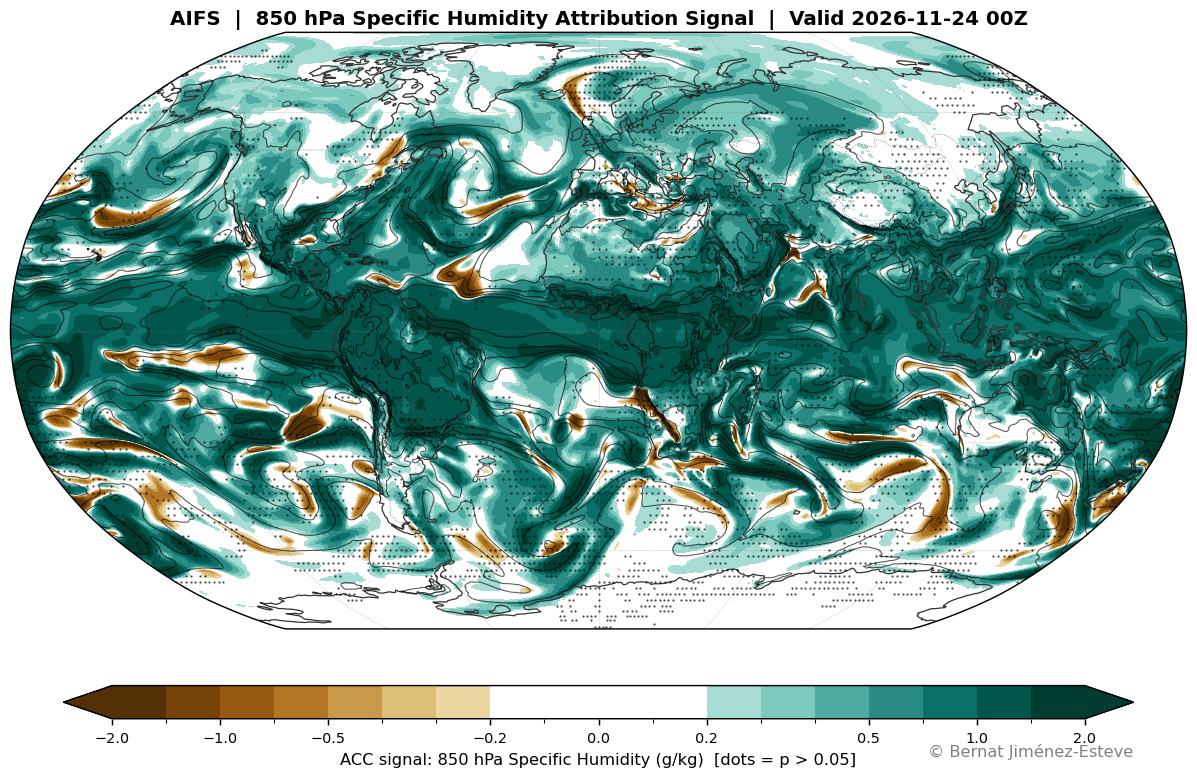 AIFS | 850 hPa Specific Humidity Attribution Signal | Valid 2026-11-24 00Z
−2.0 −1.0 −0.5 −0.2 0.0 0.2 0.5 1.0 2.0
ACC signal: 850 hPa Specific Humidity (g/kg) [dots = p > 0.05]
© Bernat Jiménez-Esteve